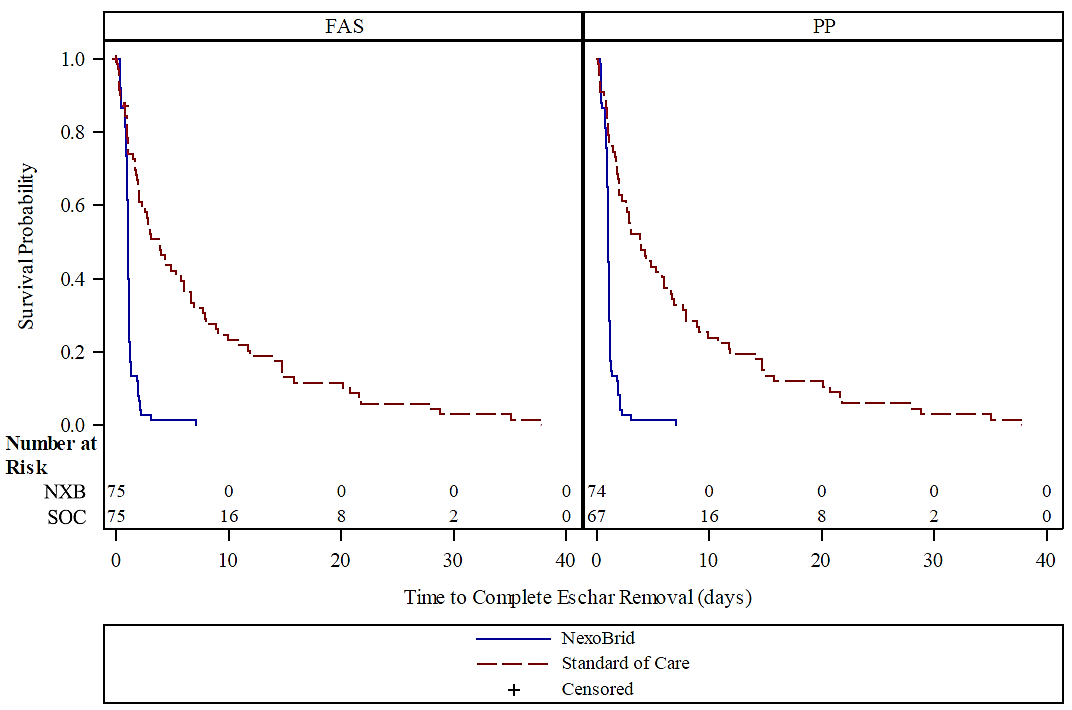 FAS PP
1.0
0.8
0.6
0.4
0.2
0.0
Survival Probability
Number at
Risk
NXB 75 0 0 0 0 74 0 0 0 0
SOC 75 16 8 2 0 67 16 8 2 0
0 10 20 30 40 0 10 20 30 40
Time to Complete Eschar Removal (days)
NexoBrid
Standard of Care
Censored